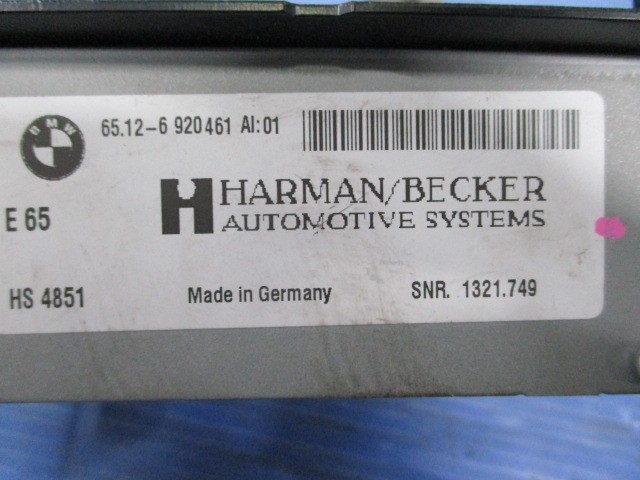 BMW
65.12-6 920461 AI:01
HARMAN/BECKER
AUTOMOTIVE SYSTEMS
E 65
HS 4851
Made in Germany
SNR. 1321.749